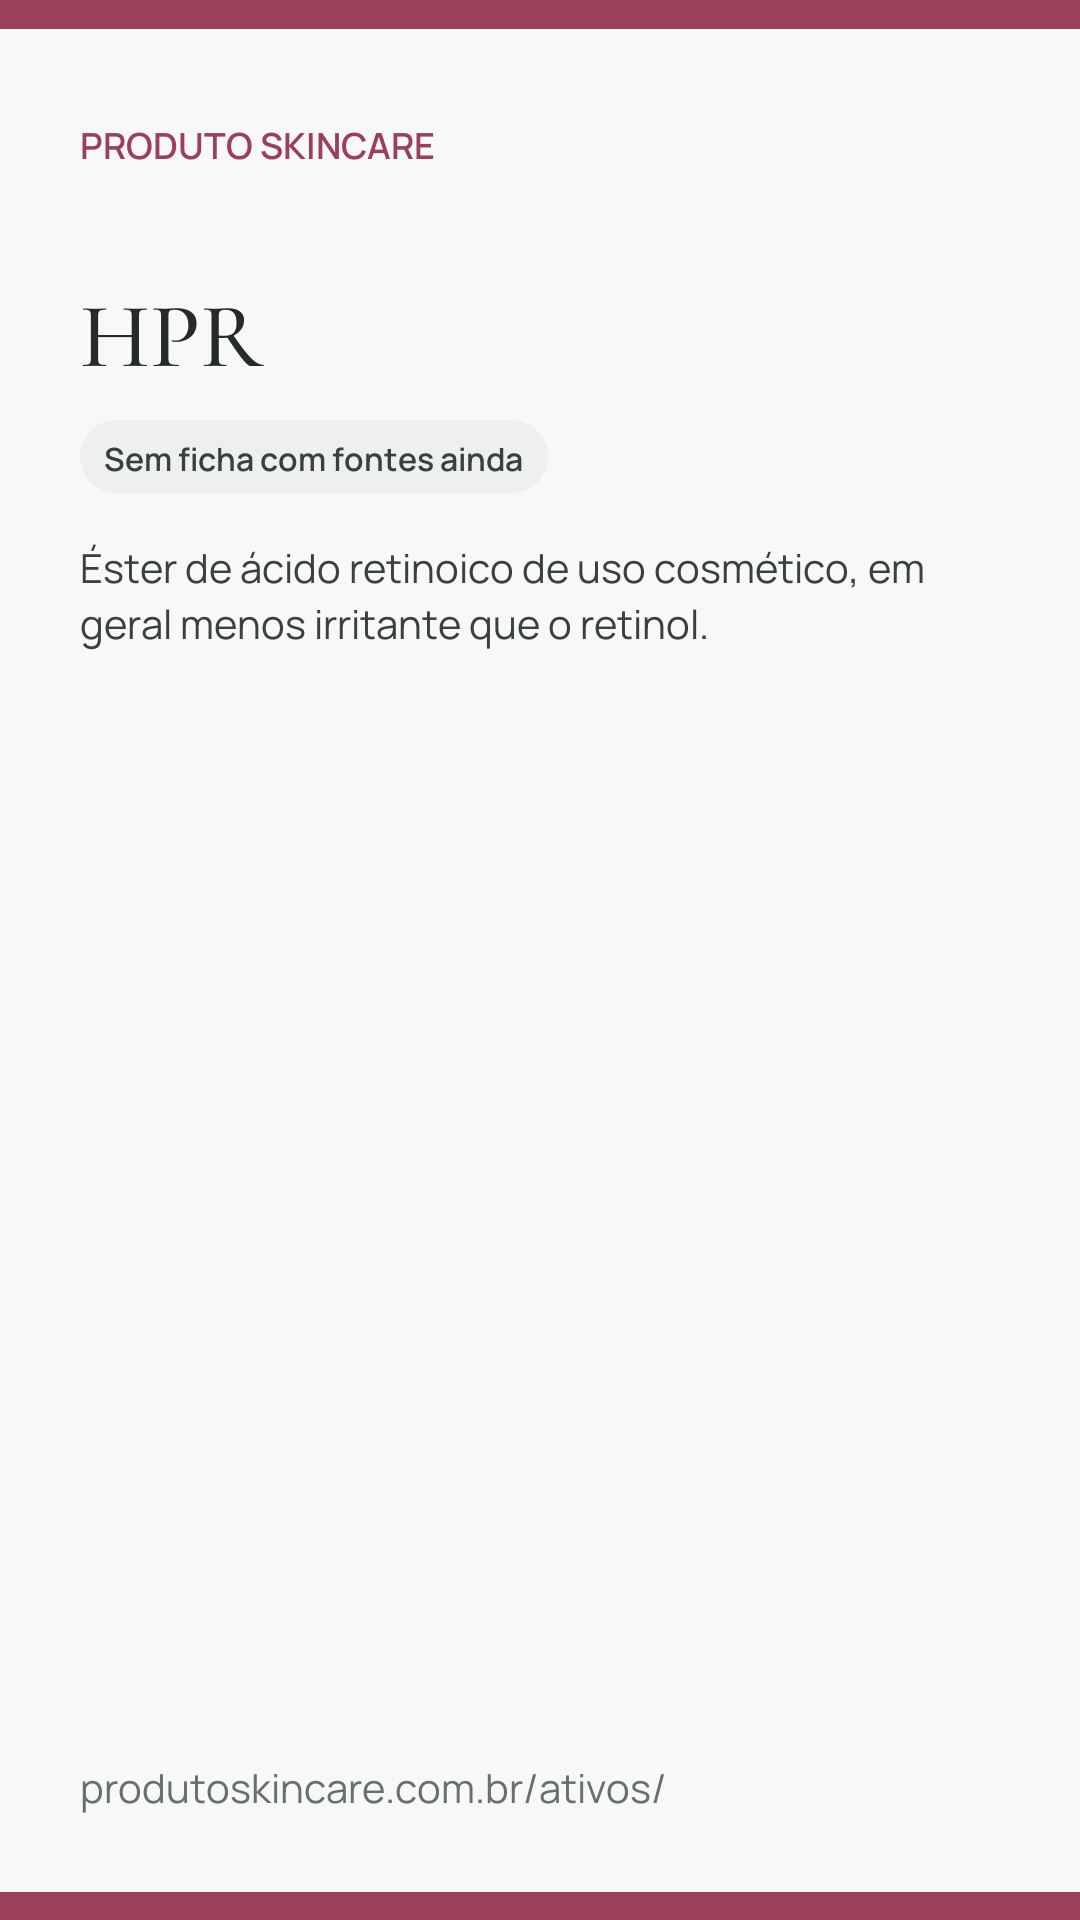 PRODUTO SKINCARE
HPR
Sem ficha com fontes ainda
Éster de ácido retinoico de uso cosmético, em
geral menos irritante que o retinol.
produtoskincare.com.br/ativos/